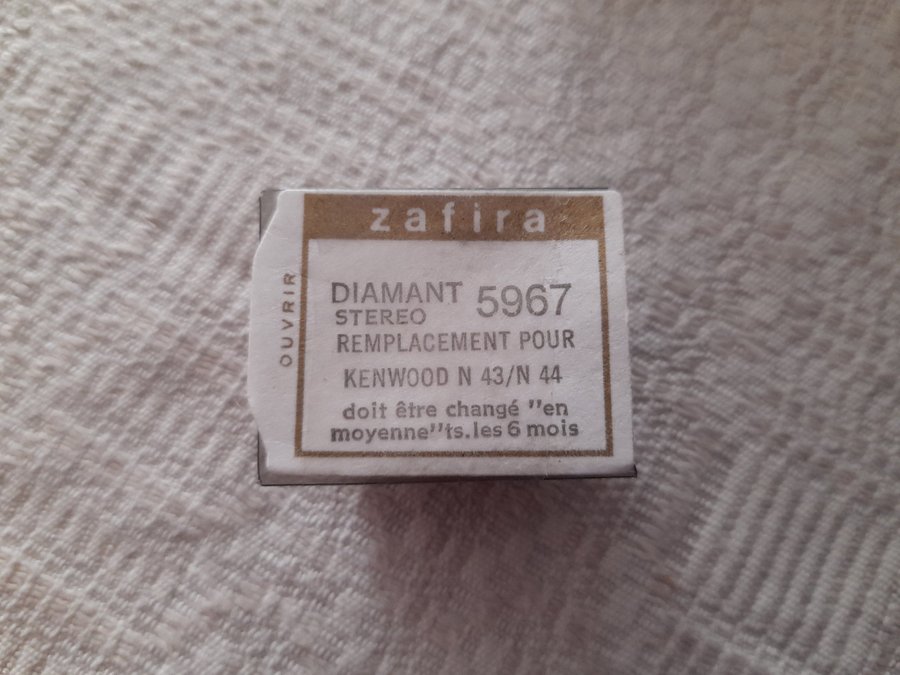 zafira
OUVRIR
DIAMANT 5967
STEREO
REMPLACEMENT POUR
KENWOOD N 43/N 44
doit être changé "en
moyenne"ts.les 6 mois